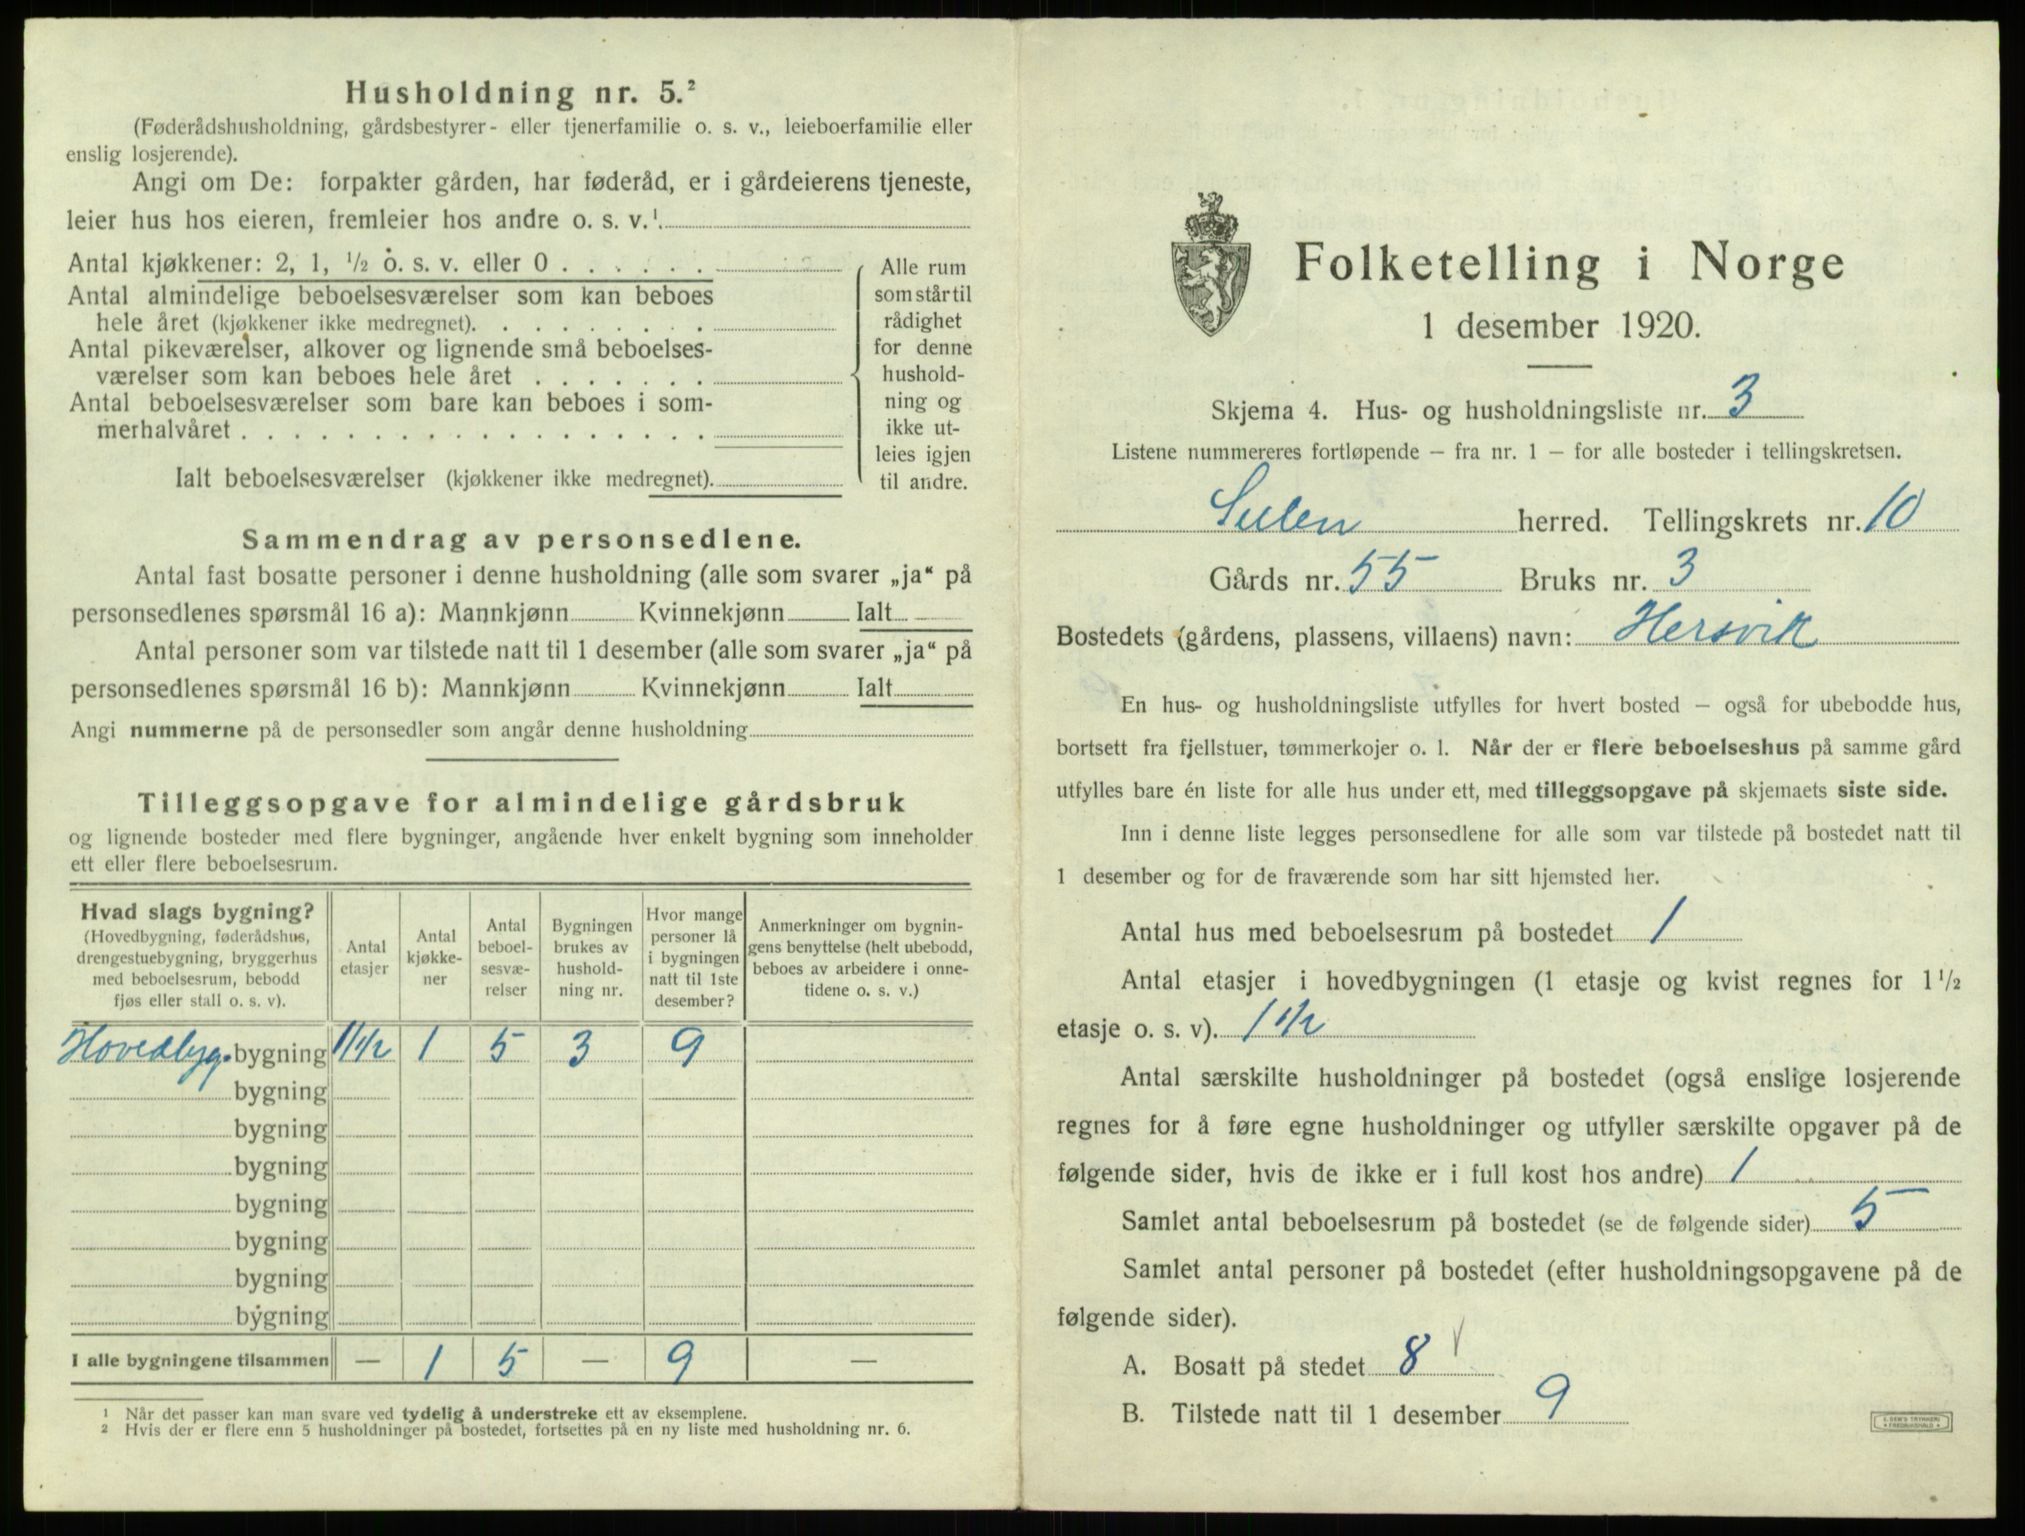 Husholdning nr. 5.²
(Føderådshusholdning, gårdsbestyrer- eller tjenerfamilie o. s. v., leieboerfamilie eller
enslig losjerende).
Angi om De: forpakter gården, har føderåd, er i gårdeierens tjeneste,
leier hus hos eieren, fremleier hos andre o. s. v.¹
Antal kjøkkener: 2, 1, ½ o. s. v. eller 0 . . . . . .
Antal almindelige beboelsesværelser som kan beboes
hele året (kjøkkener ikke medregnet). . . . . . . . .
Antal pikeværelser, alkover og lignende små beboelses-
værelser som kan beboes hele året . . . . . . .
Antal beboelsesværelser som bare kan beboes i som-
merhalvåret . . . . . . . . . . . . . . . . . .
Ialt beboelsesværelser (kjøkkener ikke medregnet).
Alle rum
som står til
rådighet
for denne
hushold-
ning og
ikke ut-
leies igjen
til andre.
Sammendrag av personsedlene.
Antal fast bosatte personer i denne husholdning (alle som svarer „ja“ på
personsedlenes spørsmål 16 a): Mannkjønn Kvinnekjønn Ialt
Antal personer som var tilstede natt til 1 desember (alle som svarer „ja“ på
personsedlenes spørsmål 16 b): Mannkjønn Kvinnekjønn Ialt
Angi nummerne på de personsedler som angår denne husholdning
Tilleggsopgave for almindelige gårdsbruk
og lignende bosteder med flere bygninger, angående hver enkelt bygning som inneholder
ett eller flere beboelsesrum.
Hvad slags bygning?
(Hovedbygning, føderådshus,
drengestuebygning, bryggerhus
med beboelsesrum, bebodd
fjøs eller stall o. s. v).
Antal
etasjer
Antal
kjøkke-
ner
Antal
beboel-
sesvæ-
relser
Bygningen
brukes av
hushold-
ning nr.
Hvor mange
personer lå
i bygningen
natt til 1ste
desember?
Anmerkninger om bygnin-
gens benyttelse (helt ubebodd,
beboes av arbeidere i onne-
tidene o. s. v.)
Hovedbyg. bygning 1 1/2 1 5 3 9
bygning
bygning
bygning
bygning
bygning
bygning
bygning
I alle bygningene tilsammen — 1 5 — 9 —
¹ Når det passer kan man svare ved tydelig å understreke ett av eksemplene.
² Hvis der er flere enn 5 husholdninger på bostedet, fortsettes på en ny liste med husholdning nr. 6.
Folketelling i Norge
1 desember 1920.
Skjema 4. Hus- og husholdningsliste nr. 3
Listene nummereres fortløpende — fra nr. 1 — for alle bosteder i tellingskretsen.
Sulen herred. Tellingskrets nr. 10
Gårds nr. 55 Bruks nr. 3
Bostedets (gårdens, plassens, villaens) navn: Hersvik
En hus- og husholdningsliste utfylles for hvert bosted — også for ubebodde hus,
bortsett fra fjellstuer, tømmerkojer o. l. Når der er flere beboelseshus på samme gård
utfylles bare én liste for alle hus under ett, med tilleggsopgave på skjemaets siste side.
Inn i denne liste legges personsedlene for alle som var tilstede på bostedet natt til
1 desember og for de fraværende som har sitt hjemsted her.
Antal hus med beboelsesrum på bostedet 1
Antal etasjer i hovedbygningen (1 etasje og kvist regnes for 1 ½
etasje o. s. v). 1 1/2
Antal særskilte husholdninger på bostedet (også enslige losjerende
regnes for å føre egne husholdninger og utfyller særskilte opgaver på de
følgende sider, hvis de ikke er i full kost hos andre) 1
Samlet antal beboelsesrum på bostedet (se de følgende sider) 5
Samlet antal personer på bostedet (efter husholdningsopgavene på de
følgende sider).
A. Bosatt på stedet 8
B. Tilstede natt til 1 desember 9